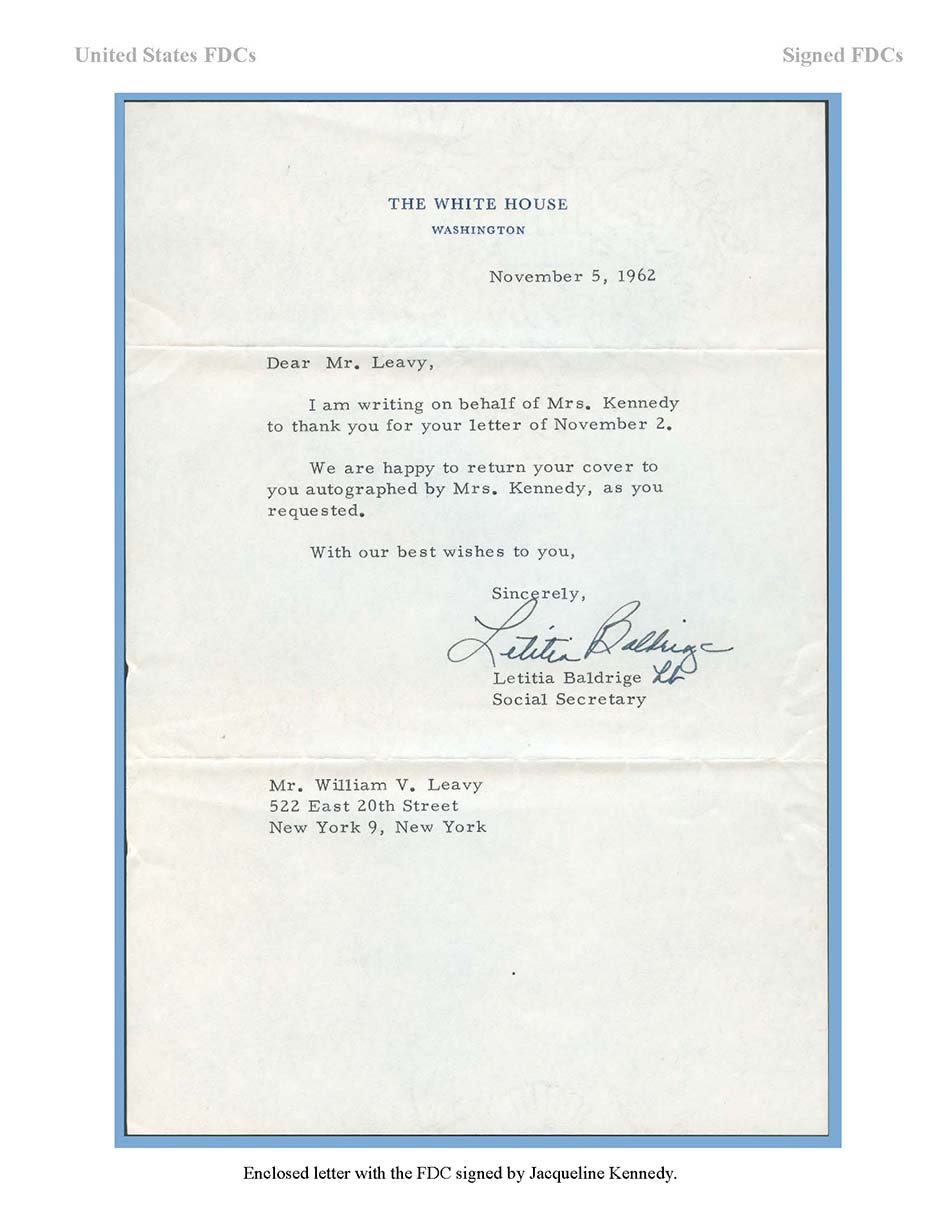 United States FDCs
Signed FDCs
THE WHITE HOUSE
WASHINGTON
November 5, 1962
Dear Mr. Leavy,
I am writing on behalf of Mrs. Kennedy
to thank you for your letter of November 2.
We are happy to return your cover to
you autographed by Mrs. Kennedy, as you
requested.
With our best wishes to you,
Sincerely,
Letitia Baldrige
Letitia Baldrige
Social Secretary
Mr. William V. Leavy
522 East 20th Street
New York 9, New York
Enclosed letter with the FDC signed by Jacqueline Kennedy.